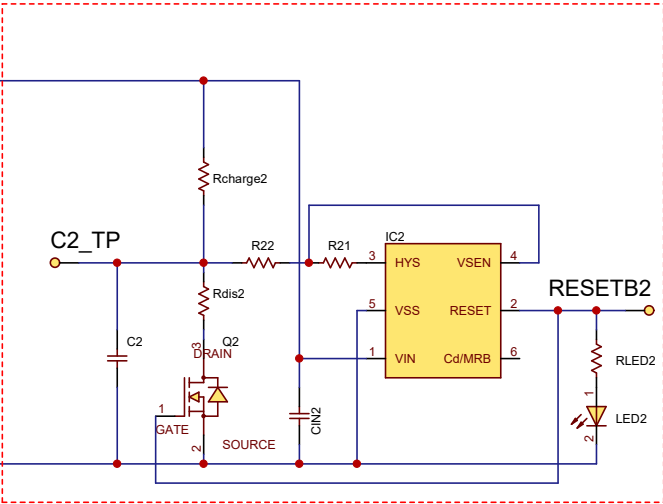 Rcharge2
C2_TP
R22
R21
IC2
3
HYS
VSEN
4
RESETB2
Rdis2
5
VSS
RESET
2
C2
3
Q2
DRAIN
1
VIN
Cd/MRB
6
RLED2
1
GATE
2
SOURCE
CIN2
1
LED2
2